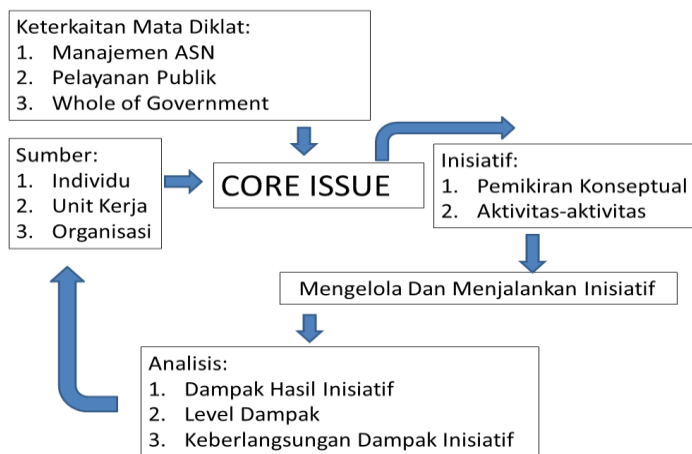 Keterkaitan Mata Diklat:
1. Manajemen ASN
2. Pelayanan Publik
3. Whole of Government
Sumber:
1. Individu
2. Unit Kerja
3. Organisasi
CORE ISSUE
Inisiatif:
1. Pemikiran Konseptual
2. Aktivitas-aktivitas
Mengelola Dan Menjalankan Inisiatif
Analisis:
1. Dampak Hasil Inisiatif
2. Level Dampak
3. Keberlangsungan Dampak Inisiatif